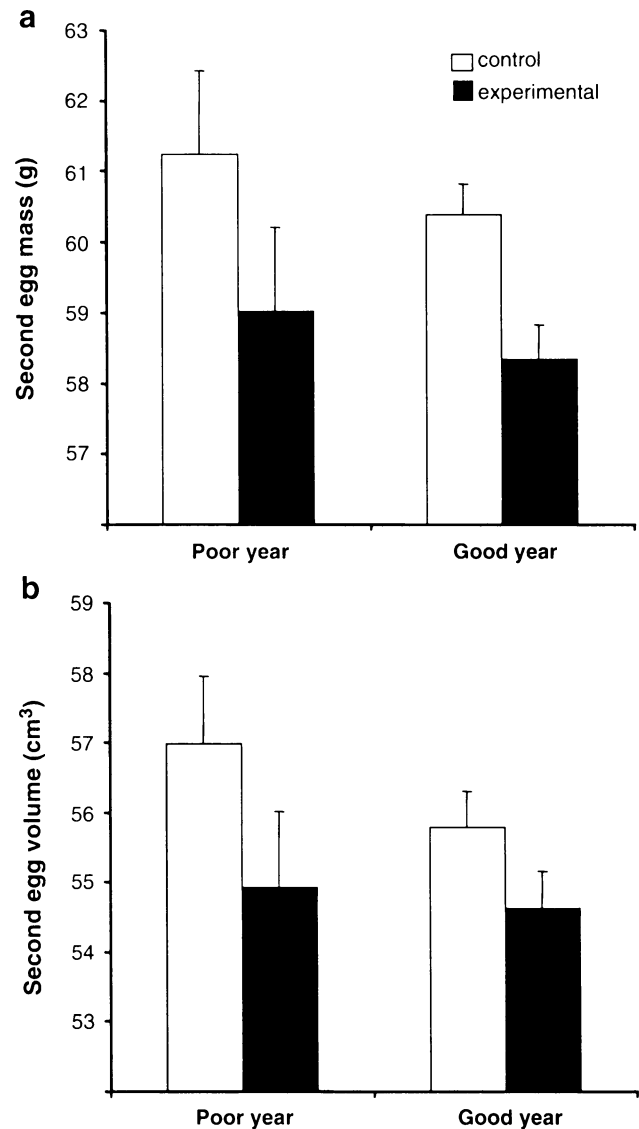 a
63
62
61
60
59
58
57
Second egg mass (g)
control
experimental
Poor year Good year
b
59
58
57
56
55
54
53
Second egg volume (cm³)
Poor year Good year